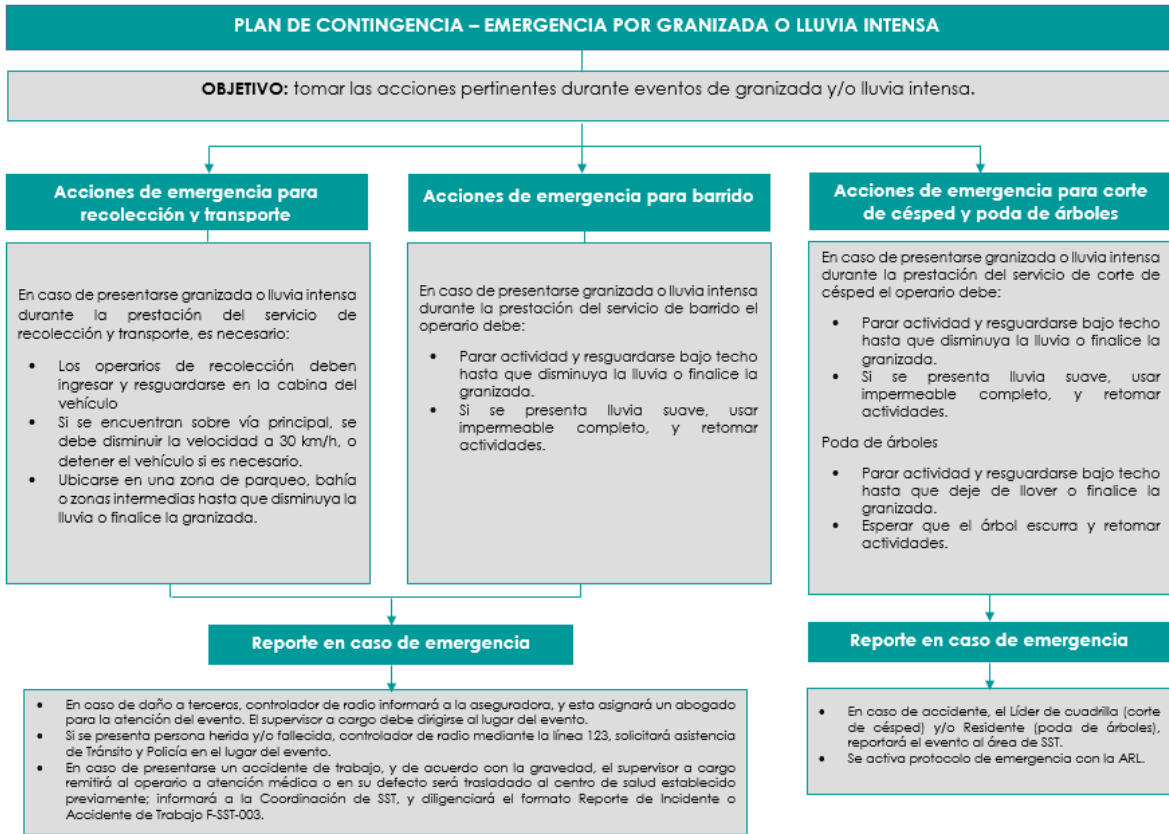 PLAN DE CONTINGENCIA – EMERGENCIA POR GRANIZADA O LLUVIA INTENSA
OBJETIVO: tomar las acciones pertinentes durante eventos de granizada y/o lluvia intensa.
Acciones de emergencia para
recolección y transporte
En caso de presentarse granizada o lluvia intensa
durante la prestación del servicio de
recolección y transporte, es necesario:
• Los operarios de recolección deben
ingresar y resguardarse en la cabina del
vehículo
• Si se encuentran sobre vía principal, se
debe disminuir la velocidad a 30 km/h, o
detener el vehículo si es necesario.
• Ubicarse en una zona de parqueo, bahía
o zonas intermedias hasta que disminuya la
lluvia o finalice la granizada.
Acciones de emergencia para barrido
En caso de presentarse granizada o lluvia intensa
durante la prestación del servicio de barrido el
operario debe:
• Parar actividad y resguardarse bajo techo
hasta que disminuya la lluvia o finalice la
granizada.
• Si se presenta lluvia suave, usar
impermeable completo, y retomar
actividades.
Acciones de emergencia para corte
de césped y poda de árboles
En caso de presentarse granizada o lluvia intensa
durante la prestación del servicio de corte de
césped el operario debe:
• Parar actividad y resguardarse bajo techo
hasta que disminuya la lluvia o finalice la
granizada.
• Si se presenta lluvia suave, usar
impermeable completo, y retomar
actividades.
Poda de árboles
• Parar actividad y resguardarse bajo techo
hasta que deje de llover o finalice la
granizada.
• Esperar que el árbol escurra y retomar
actividades.
Reporte en caso de emergencia
• En caso de daño a terceros, controlador de radio informará a la aseguradora, y esta asignará un abogado
para la atención del evento. El supervisor a cargo debe dirigirse al lugar del evento.
• Si se presenta persona herida y/o fallecida, controlador de radio mediante la línea 123, solicitará asistencia
de Tránsito y Policía en el lugar del evento.
• En caso de presentarse un accidente de trabajo, y de acuerdo con la gravedad, el supervisor a cargo
remitirá al operario a atención médica o en su defecto será trasladado al centro de salud establecido
previamente; informará a la Coordinación de SST, y diligenciará el formato Reporte de Incidente o
Accidente de Trabajo F-SST-003.
Reporte en caso de emergencia
• En caso de accidente, el Líder de cuadrilla (corte
de césped) y/o Residente (poda de árboles),
reportará el evento al área de SST.
• Se activa protocolo de emergencia con la ARL.